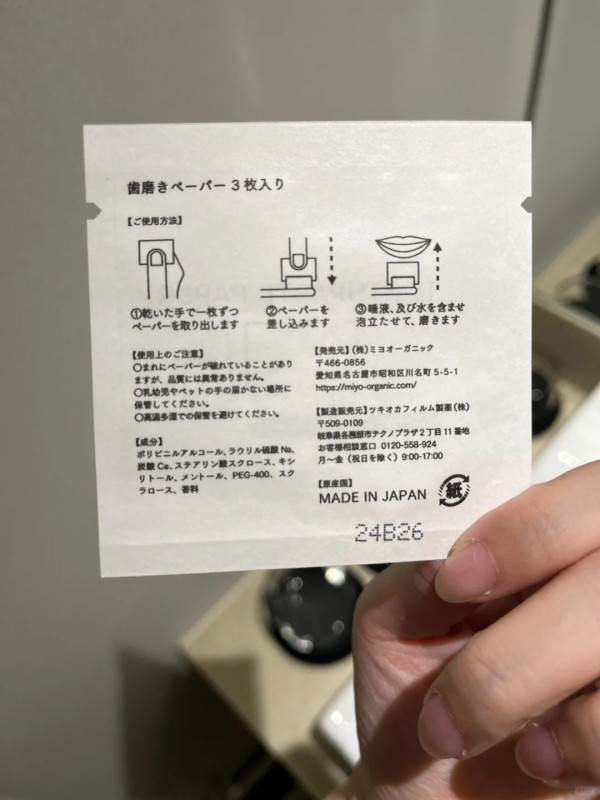 歯磨きペーパー 3枚入り
【ご使用方法】
①乾いた手で一枚ずつ
ペーパーを取り出します
②ペーパーを
差し込みます
③唾液、及び水を含ませ
泡立たせて、磨きます
【使用上のご注意】
○まれにペーパーが破れていることがあり
ますが、品質には異常ありません。
○乳幼児やペットの手の届かない場所に
保管してください。
○高温多湿での保管を避けてください。
【成分】
ポリビニルアルコール、ラウリル硫酸Na、
炭酸Ca、ステアリン酸スクロース、キシ
リトール、メントール、PEG-400、スク
ラロース、香料
【発売元】(株)ミヨオーガニック
〒466-0856
愛知県名古屋市昭和区川名町5-5-1
https://miyo-organic.com/
【製造販売元】ツキオカフィルム製薬(株)
〒509-0109
岐阜県各務原市テクノプラザ2丁目11番地
お客様相談窓口 0120-558-924
月〜金(祝日を除く)9:00-17:00
【原産国】
MADE IN JAPAN
紙
24B26